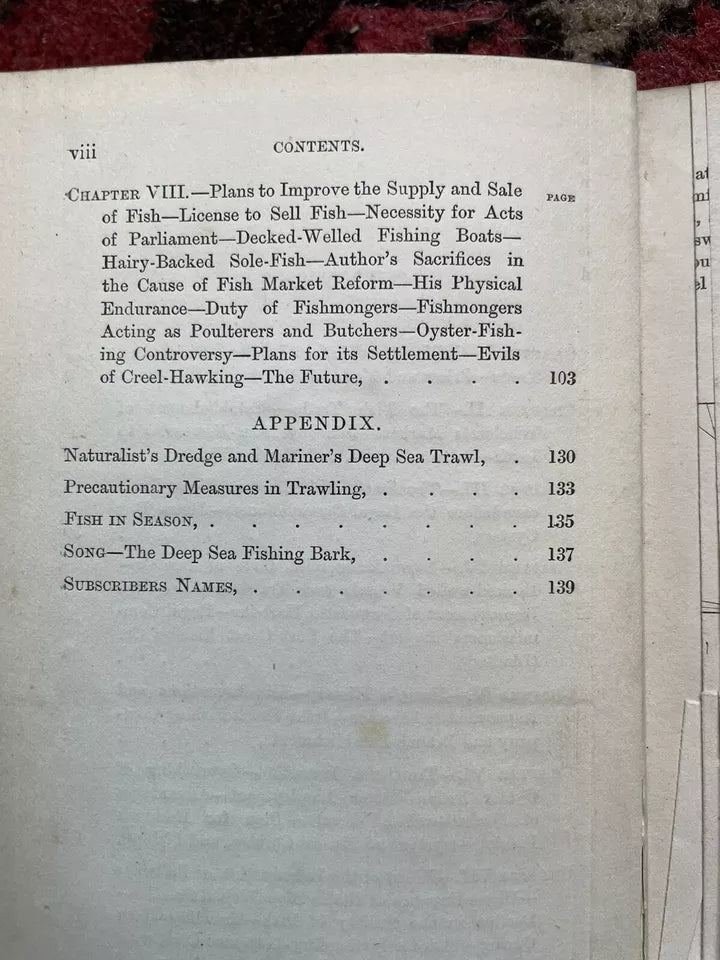 viii CONTENTS.
CHAPTER VIII.—Plans to Improve the Supply and Sale PAGE
of Fish—License to Sell Fish—Necessity for Acts
of Parliament—Decked-Welled Fishing Boats—
Hairy-Backed Sole-Fish—Author's Sacrifices in
the Cause of Fish Market Reform—His Physical
Endurance—Duty of Fishmongers—Fishmongers
Acting as Poulterers and Butchers—Oyster-Fish-
ing Controversy—Plans for its Settlement—Evils
of Creel-Hawking—The Future, . . . . 103
APPENDIX.
Naturalist's Dredge and Mariner's Deep Sea Trawl, . 130
Precautionary Measures in Trawling, . . . . 133
FISH IN SEASON, . . . . . . . . 135
SONG—The Deep Sea Fishing Bark, . . . . 137
SUBSCRIBERS NAMES, . . . . . . . 139